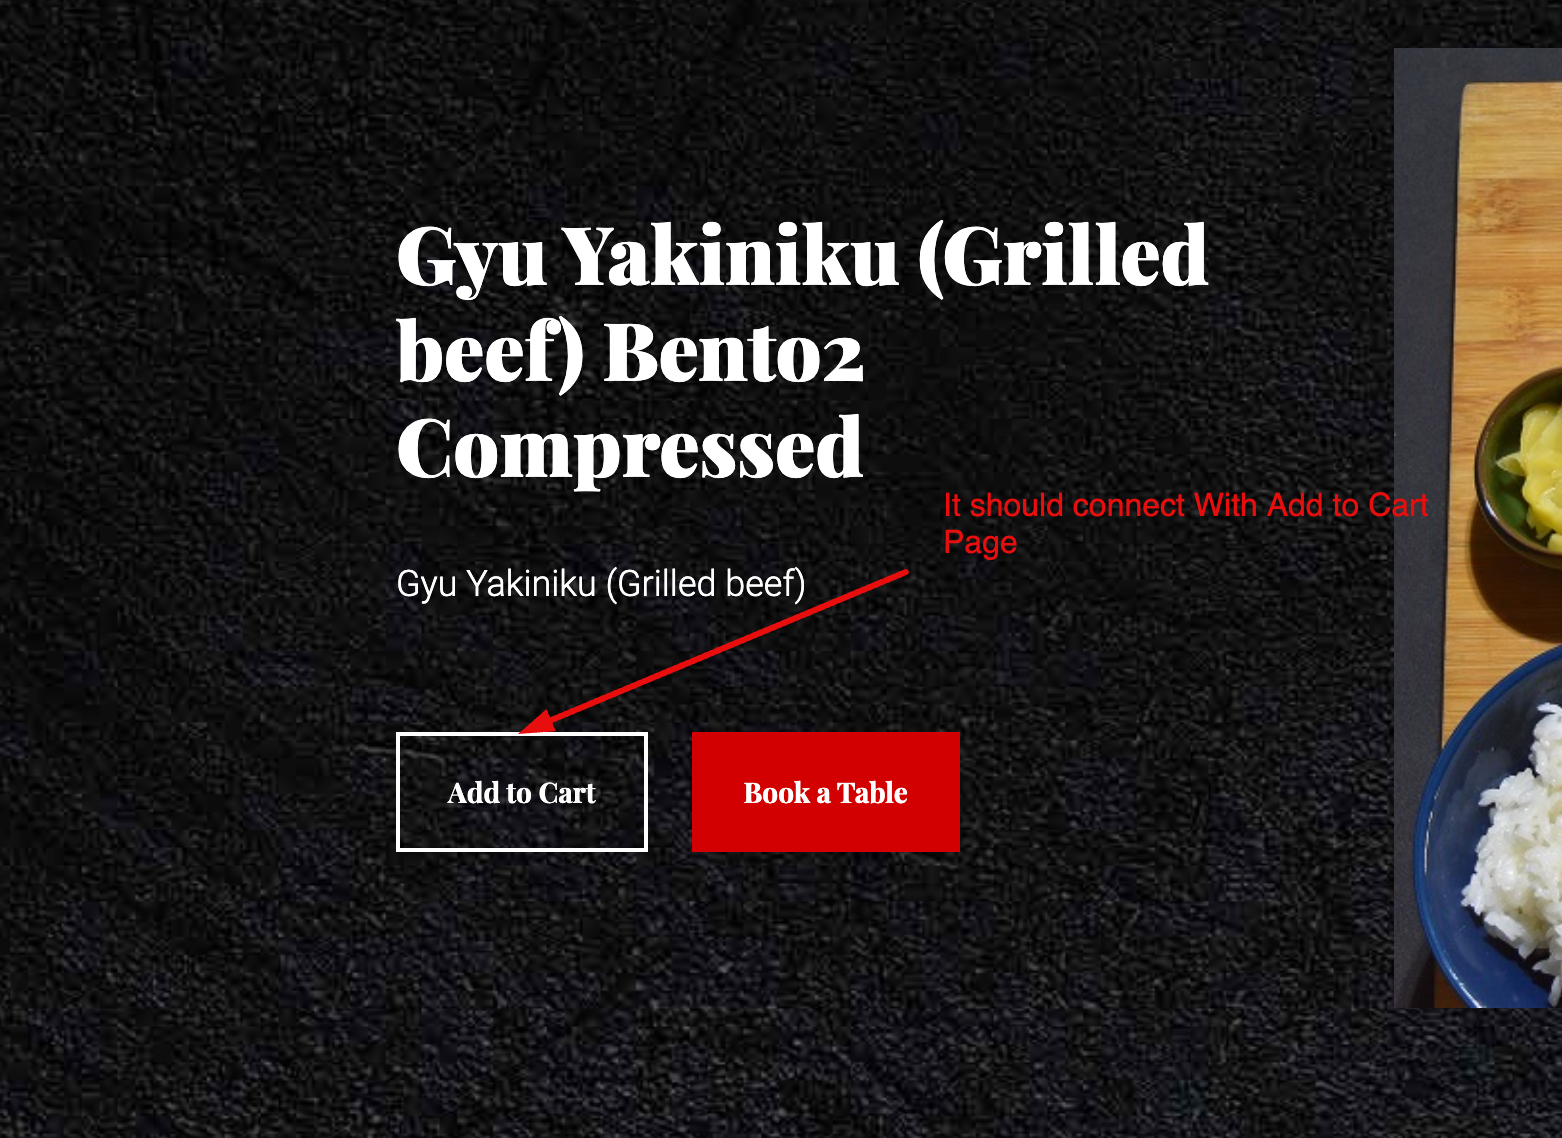 Gyu Yakiniku (Grilled
beef) Bento2
Compressed
It should connect With Add to Cart
Page
Gyu Yakiniku (Grilled beef)
Add to Cart
Book a Table